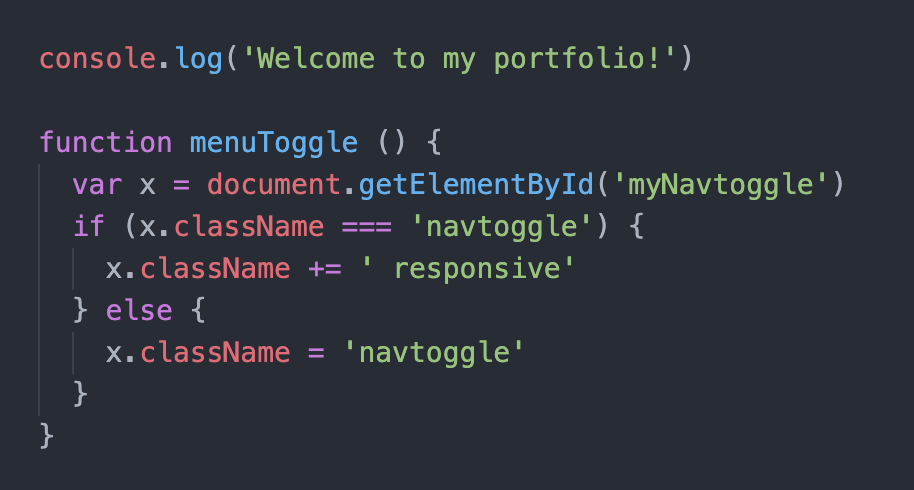 console.log('Welcome to my portfolio!')
function menuToggle () {
var x = document.getElementById('myNavtoggle')
if (x.className === 'navtoggle') {
x.className += ' responsive'
} else {
x.className = 'navtoggle'
}
}